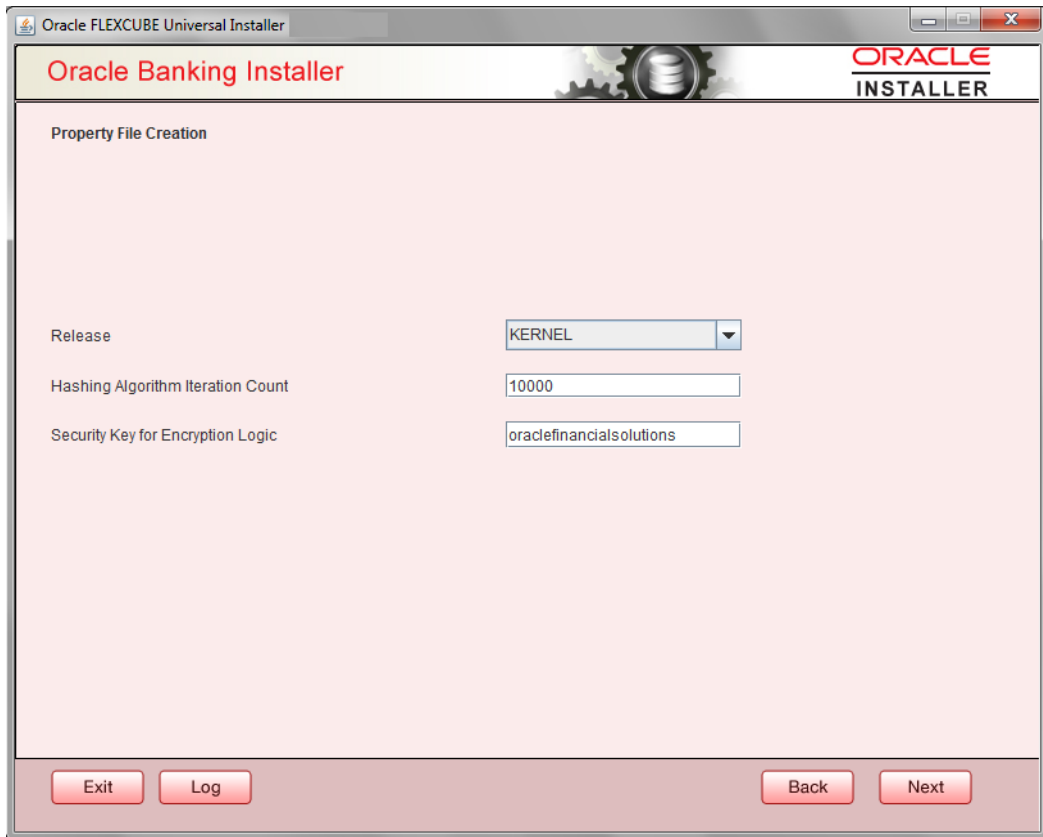 Oracle FLEXCUBE Universal Installer
Oracle Banking Installer
ORACLE
INSTALLER
Property File Creation
Release KERNEL
Hashing Algorithm Iteration Count 10000
Security Key for Encryption Logic oraclefinancialsolutions
Exit Log Back Next